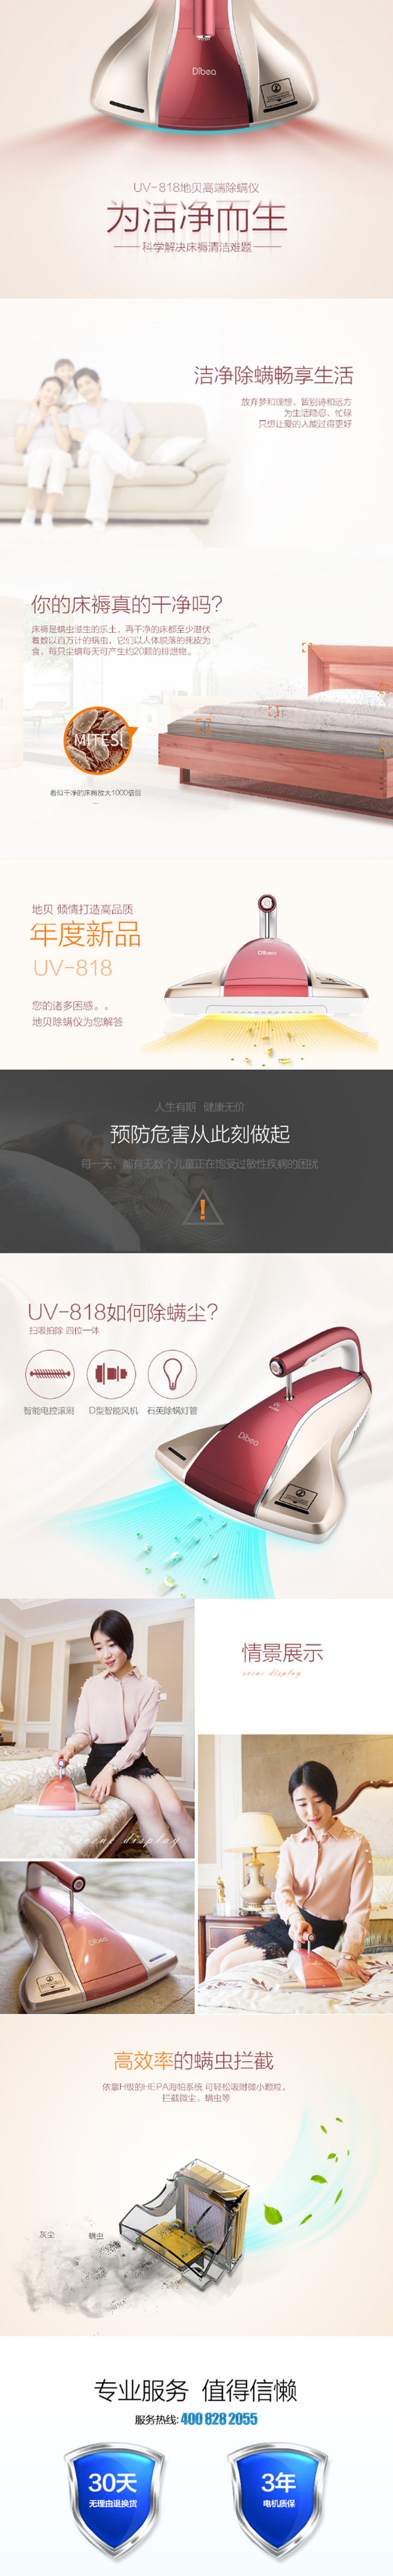 Dibea
UV-818地贝高端除螨仪
为洁净而生
科学解决床褥清洁难题
洁净除螨畅享生活
放弃梦和理想，皆别诗和远方
为生活隐忍、忙碌
只想让爱的人能过得更好
你的床褥真的干净吗?
床褥是螨虫滋生的乐土，再干净的床都至少潜伏
着数以百万计的螨虫，它们以人体脱落的死皮为
食，每只尘螨每天可产生约20颗的排泄物。
MITES!
看似干净的床褥放大1000倍后
...
地贝 倾情打造高品质
年度新品
UV-818
Dibea
您的诸多困惑。。
地贝除螨仪为您解答
人生有期 健康无价
预防危害从此刻做起
每一天，都有无数个儿童正在饱受过敏性疾病的困扰
!
UV-818如何除螨尘?
扫吸拍除 四位一体
智能电控滚刷 D型智能风机 石英除螨灯管
Dibea
情景展示
scene display
scene display
Dibea
高效率的螨虫拦截
依靠H级的HEPA海帕系统 可轻松吸附微小颗粒，
拦截微尘、螨虫等
灰尘 螨虫
专业服务 值得信懒
服务热线: 400 828 2055
30天
无理由退换货
3年
电机质保